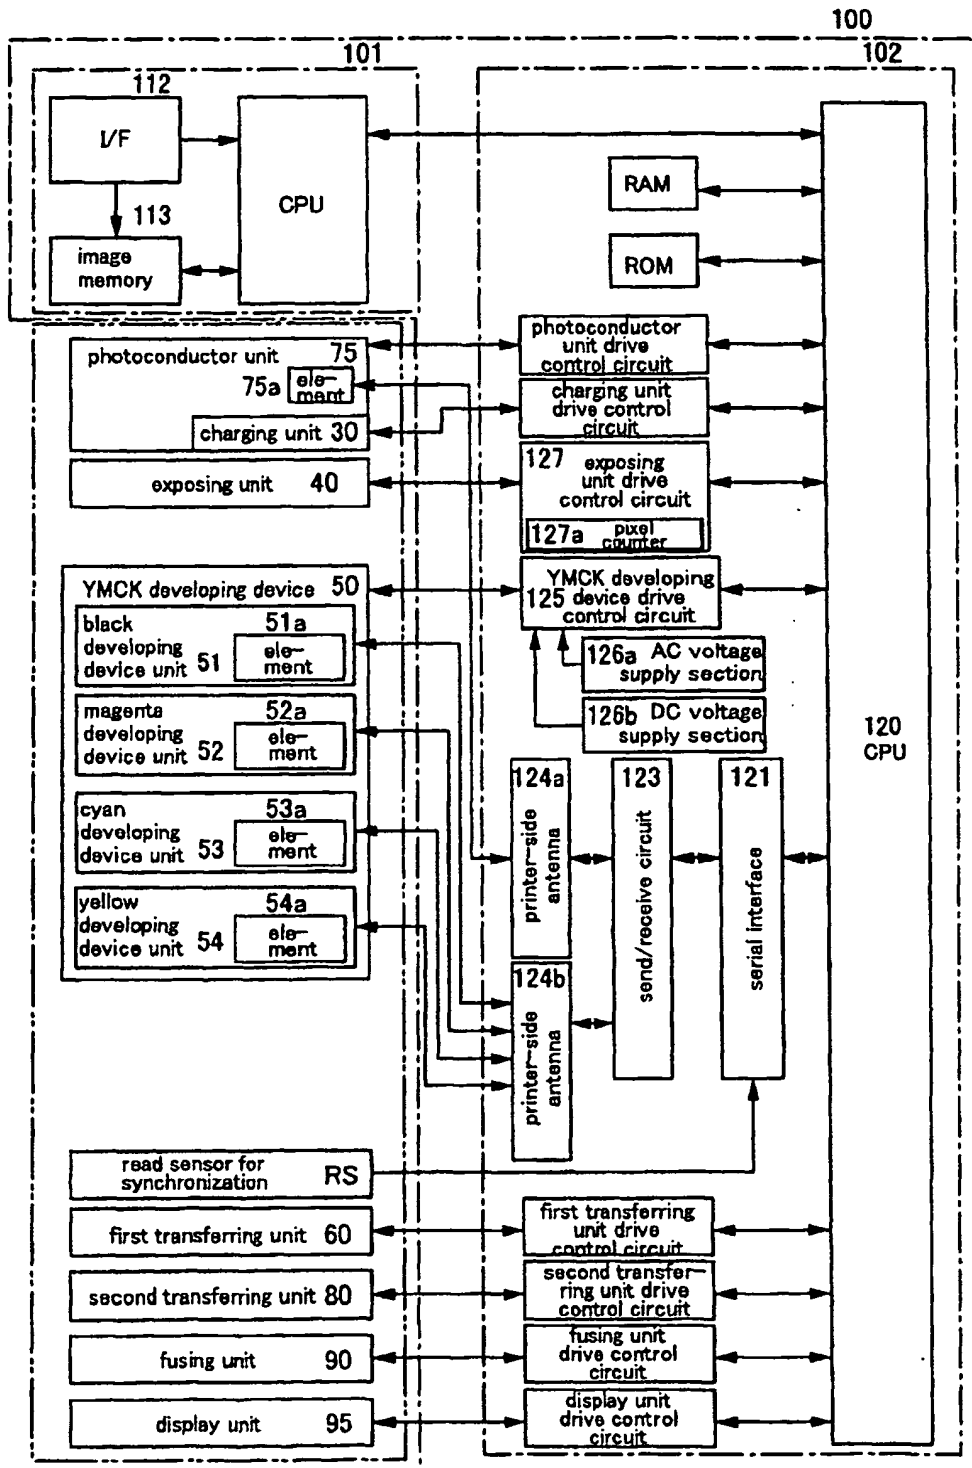 100
101
102
112
I/F
CPU
113
image
memory
RAM
ROM
photoconductor unit 75
75a
ele-
ment
charging unit 30
exposing unit 40
photoconductor
unit drive
control circuit
charging unit
drive control
circuit
127 exposing
unit drive
control circuit
127a pixel
counter
YMCK developing device 50
black
developing
device unit 51
51a
ele-
ment
magenta
developing
device unit 52
52a
ele-
ment
cyan
developing
device unit 53
53a
ele-
ment
yellow
developing
device unit 54
54a
ele-
ment
YMCK developing
125 device drive
control circuit
126a AC voltage
supply section
126b DC voltage
supply section
120
CPU
124a
printer-side
antenna
124b
printer-side
antenna
123
send/receive circuit
121
serial interface
read sensor for
synchronization RS
first transferring unit 60
second transferring unit 80
fusing unit 90
display unit 95
first transferring
unit drive
control circuit
second transfer-
ring unit drive
control circuit
fusing unit
drive control
circuit
display unit
drive control
circuit